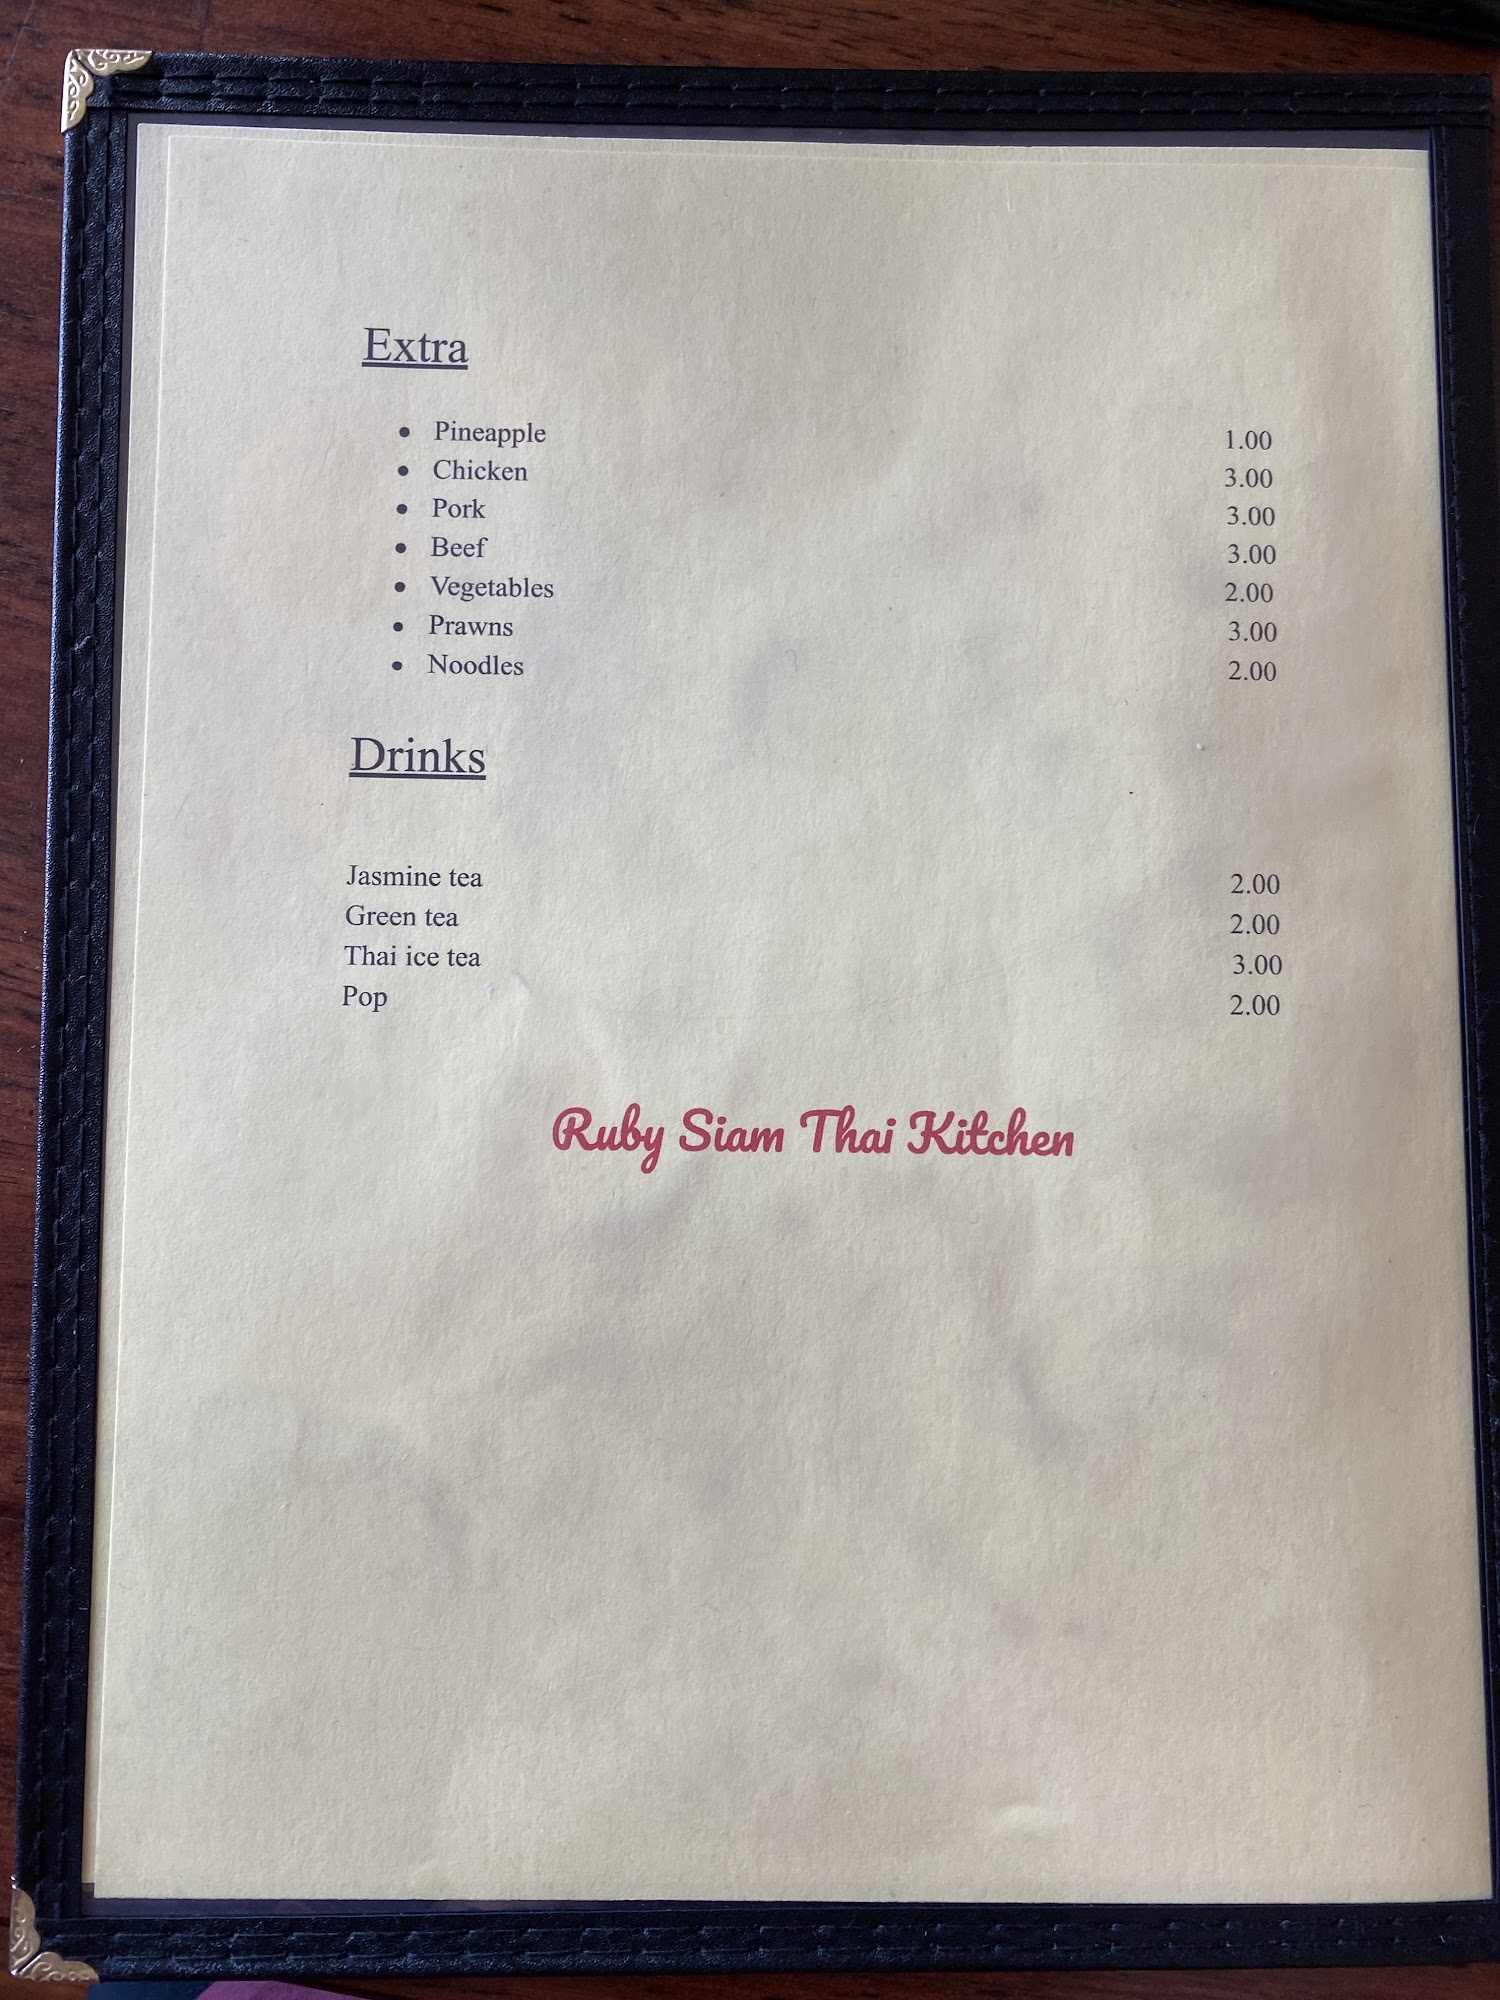 Extra
• Pineapple 1.00
• Chicken 3.00
• Pork 3.00
• Beef 3.00
• Vegetables 2.00
• Prawns 3.00
• Noodles 2.00
Drinks
Jasmine tea 2.00
Green tea 2.00
Thai ice tea 3.00
Pop 2.00
Ruby Siam Thai Kitchen